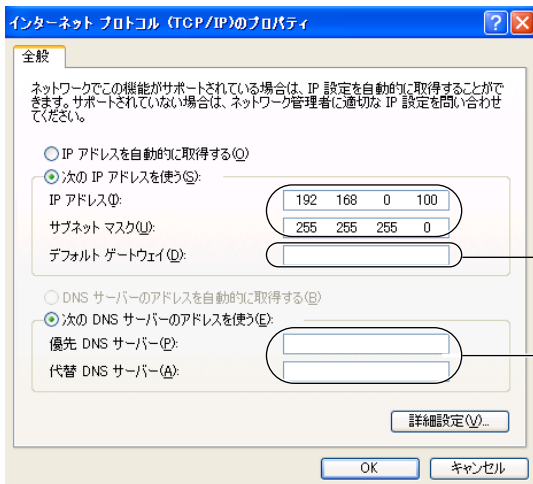 インターネット プロトコル (TCP/IP)のプロパティ
全般
ネットワークでこの機能がサポートされている場合は、IP 設定を自動的に取得することがで
きます。サポートされていない場合は、ネットワーク管理者に適切な IP 設定を問い合わせ
てください。
IP アドレスを自動的に取得する(O)
次の IP アドレスを使う(S):
IP アドレス(I): 192 168 0 100
サブネット マスク(U): 255 255 255 0
デフォルト ゲートウェイ(D):
DNS サーバーのアドレスを自動的に取得する(B)
次の DNS サーバーのアドレスを使う(E):
優先 DNS サーバー(P):
代替 DNS サーバー(A):
詳細設定(V)...
OK キャンセル